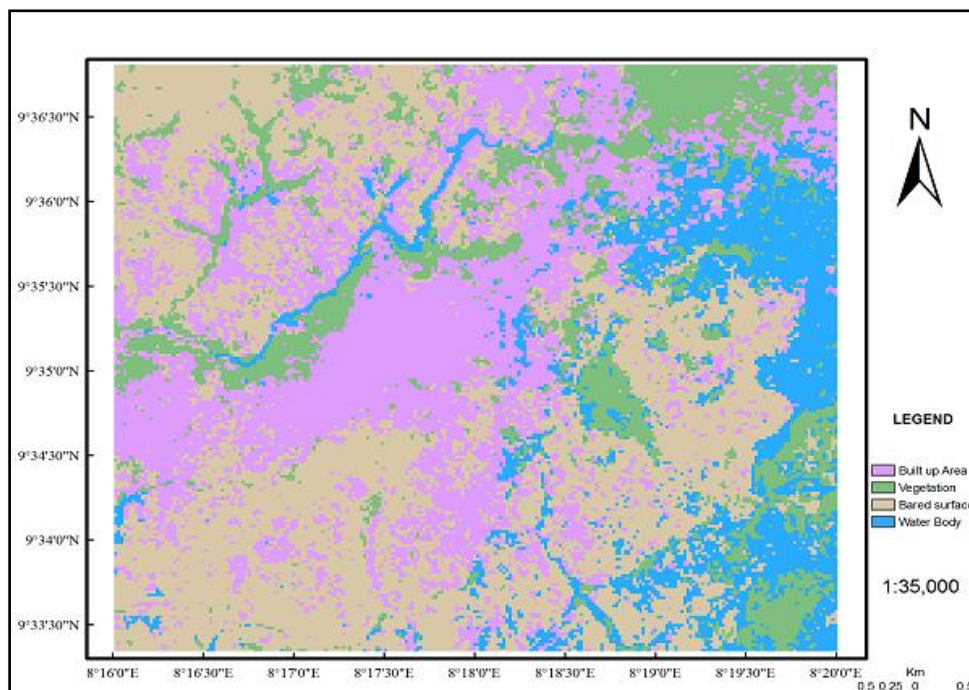 N
9°36'30"N
9°36'0"N
9°35'30"N
9°35'0"N
9°34'30"N
9°34'0"N
9°33'30"N
8°16'0"E 8°16'30"E 8°17'0"E 8°17'30"E 8°18'0"E 8°18'30"E 8°19'0"E 8°19'30"E 8°20'0"E
LEGEND
Built up Area
Vegetation
Bared surface
Water Body
1:35,000
Km
0.5 0.25 0 0.5